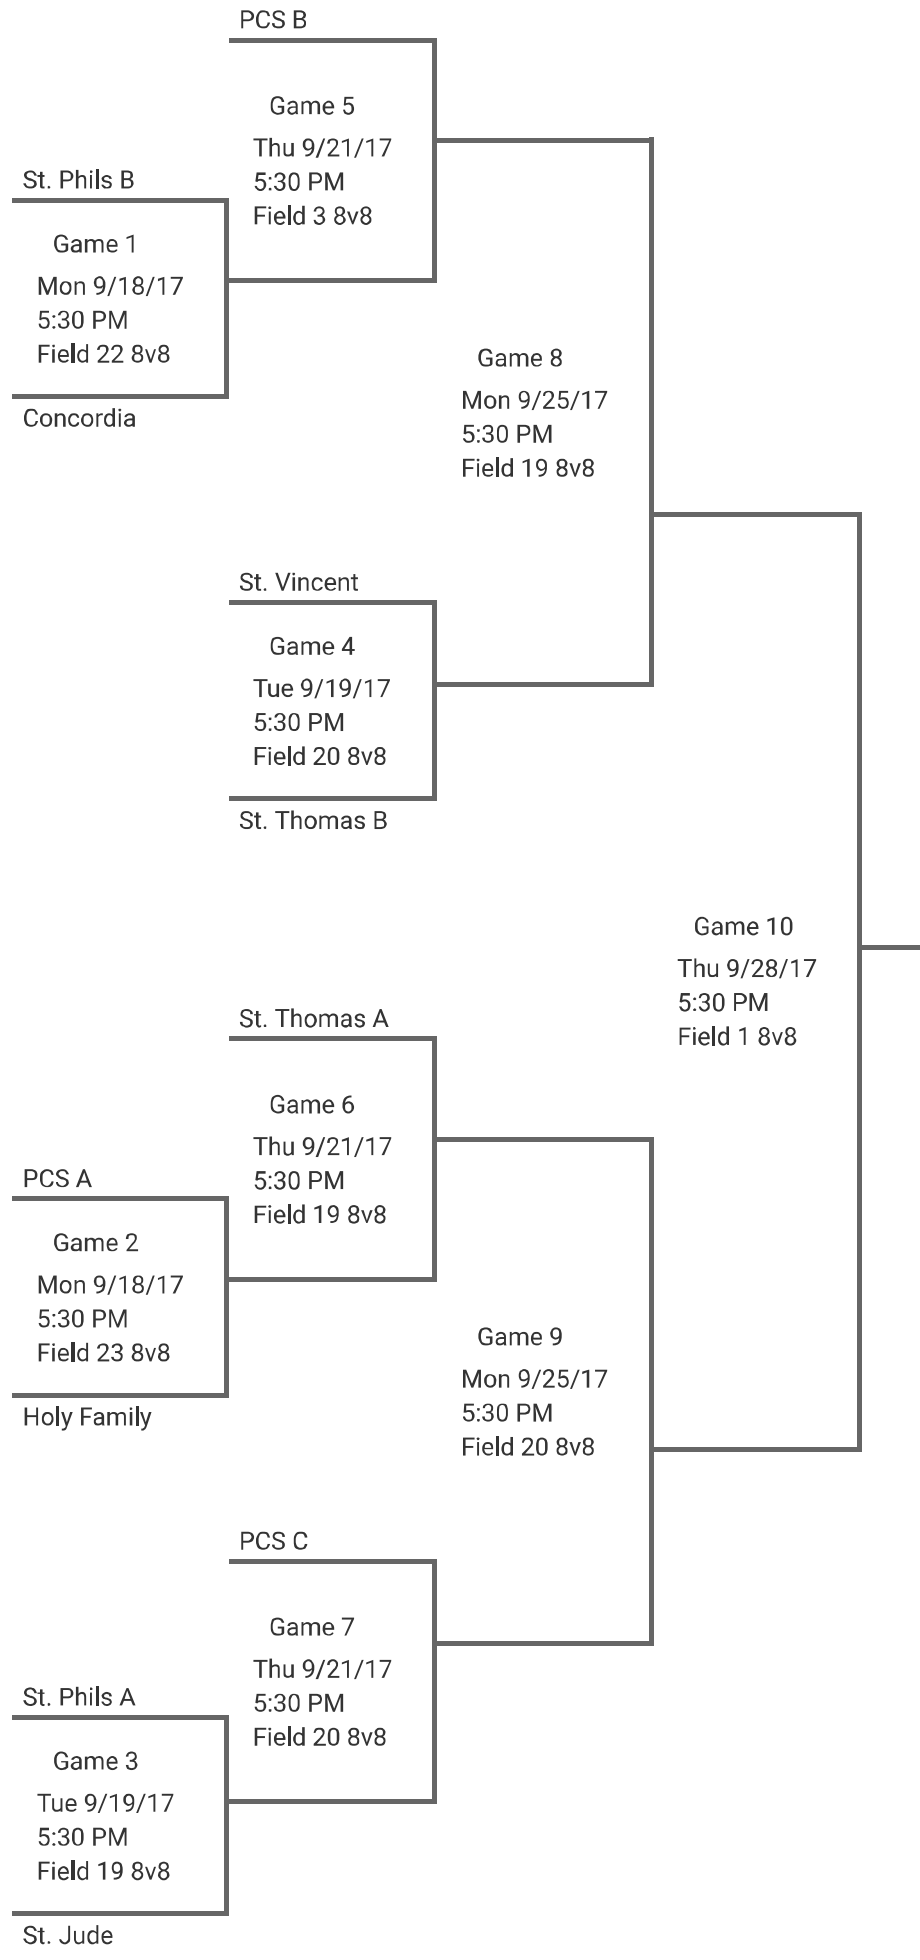 PCS B
Game 5
Thu 9/21/17
5:30 PM
Field 3 8v8
St. Phils B
Game 1
Mon 9/18/17
5:30 PM
Field 22 8v8
Concordia
Game 8
Mon 9/25/17
5:30 PM
Field 19 8v8
St. Vincent
Game 4
Tue 9/19/17
5:30 PM
Field 20 8v8
St. Thomas B
Game 10
Thu 9/28/17
5:30 PM
Field 1 8v8
St. Thomas A
Game 6
Thu 9/21/17
5:30 PM
Field 19 8v8
PCS A
Game 2
Mon 9/18/17
5:30 PM
Field 23 8v8
Holy Family
Game 9
Mon 9/25/17
5:30 PM
Field 20 8v8
PCS C
Game 7
Thu 9/21/17
5:30 PM
Field 20 8v8
St. Phils A
Game 3
Tue 9/19/17
5:30 PM
Field 19 8v8
St. Jude